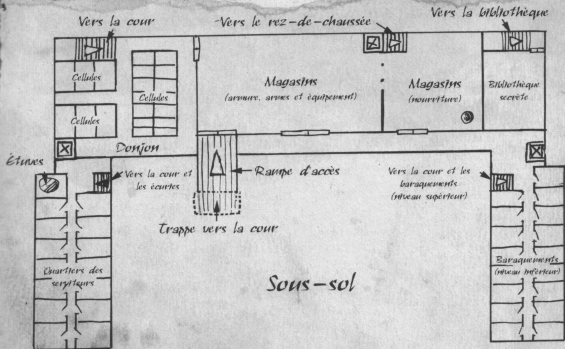 Vers la cour
Vers le rez-de-chaussée
Vers la bibliothèque
Cellules
Cellules
Cellules
Magasins
(armure, armes et équipement)
Magasins
(nourriture)
Bibliothèque
secrète
Donjon
Étuves
Vers la cour et
les écuries
Rampe d'accès
Vers la cour et les
baraquements
(niveau supérieur)
Trappe vers la cour
Quartiers des
serviteurs
Sous-sol
Baraquements
(niveau inférieur)